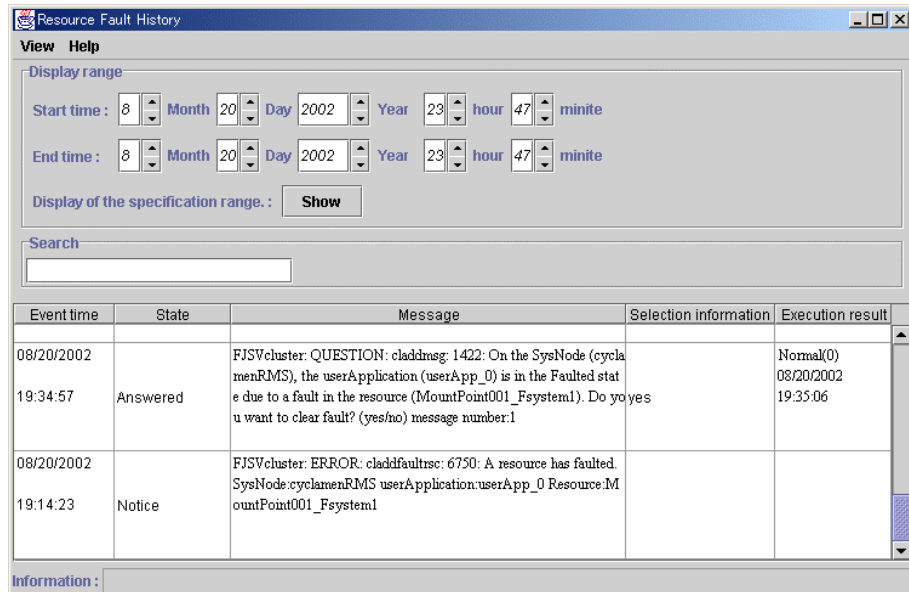 Resource Fault History
View Help
Display range
Start time : 8 Month 20 Day 2002 Year 23 hour 47 minite
End time : 8 Month 20 Day 2002 Year 23 hour 47 minite
Display of the specification range. : Show
Search
Event time State Message Selection information Execution result
08/20/2002 FJSVcluster: QUESTION: claddmsg: 1422: On the SysNode (cycla Normal(0)
menRMS), the userApplication (userApp_0) is in the Faulted stat 08/20/2002
19:34:57 Answered e due to a fault in the resource (MountPoint001_Fsystem1). Do yo yes 19:35:06
u want to clear fault? (yes/no) message number:1
08/20/2002 FJSVcluster: ERROR: claddfaultrsc: 6750: A resource has faulted.
SysNode:cyclamenRMS userApplication:userApp_0 Resource:M
19:14:23 Notice ountPoint001_Fsystem1
Information :